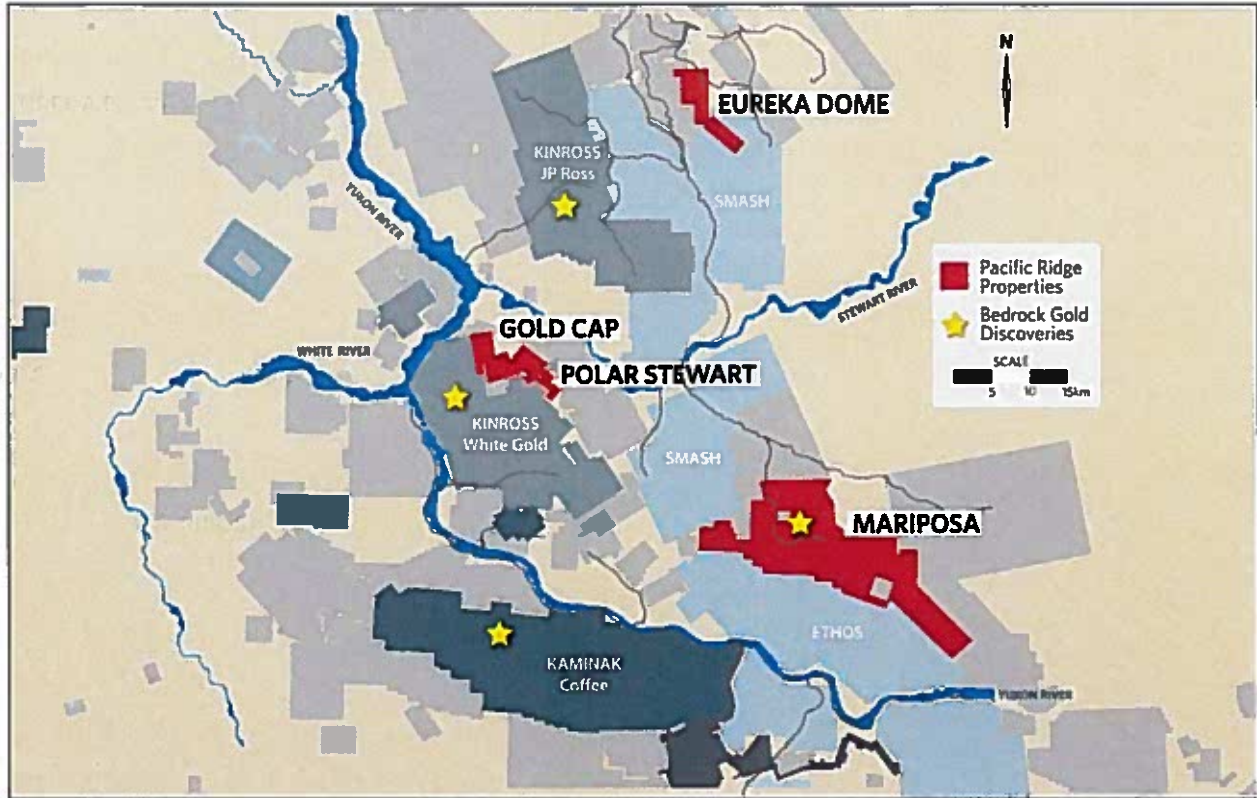 N
EUREKA DOME
KINROSS
JP Ross
YUKON RIVER
SMASH
Pacific Ridge
Properties
Bedrock Gold
Discoveries
SCALE
5 10 15km
STEWART RIVER
GOLD CAP
WHITE RIVER
POLAR STEWART
KINROSS
White Gold
SMASH
MARIPOSA
ETHOS
KAMINAK
Coffee
YUKON RIVER